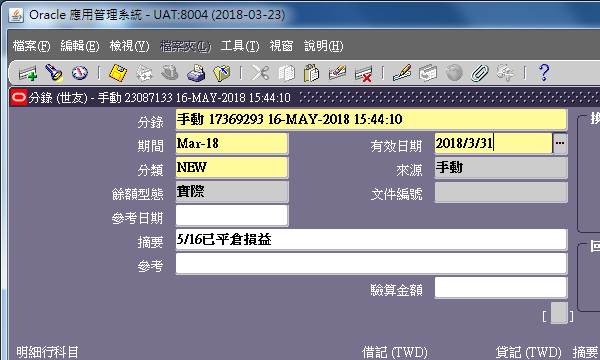 Oracle 應用管理系統 - UAT:8004 (2018-03-23)
檔案(F) 編輯(E) 檢視(V) 檔案夾(L) 工具(T) 視窗 說明(H)
分錄 (世友) - 手動 23087133 16-MAY-2018 15:44:10
分錄 手動 17369293 16-MAY-2018 15:44:10 換
期間 Mar-18 有效日期 2018/3/31 ...
分類 NEW 來源 手動
餘額型態 實際 文件編號
參考日期
摘要 5/16已平倉損益
回
參考
驗算金額
[ ]
明細行科目 借記 (TWD) 貸記 (TWD) 摘要